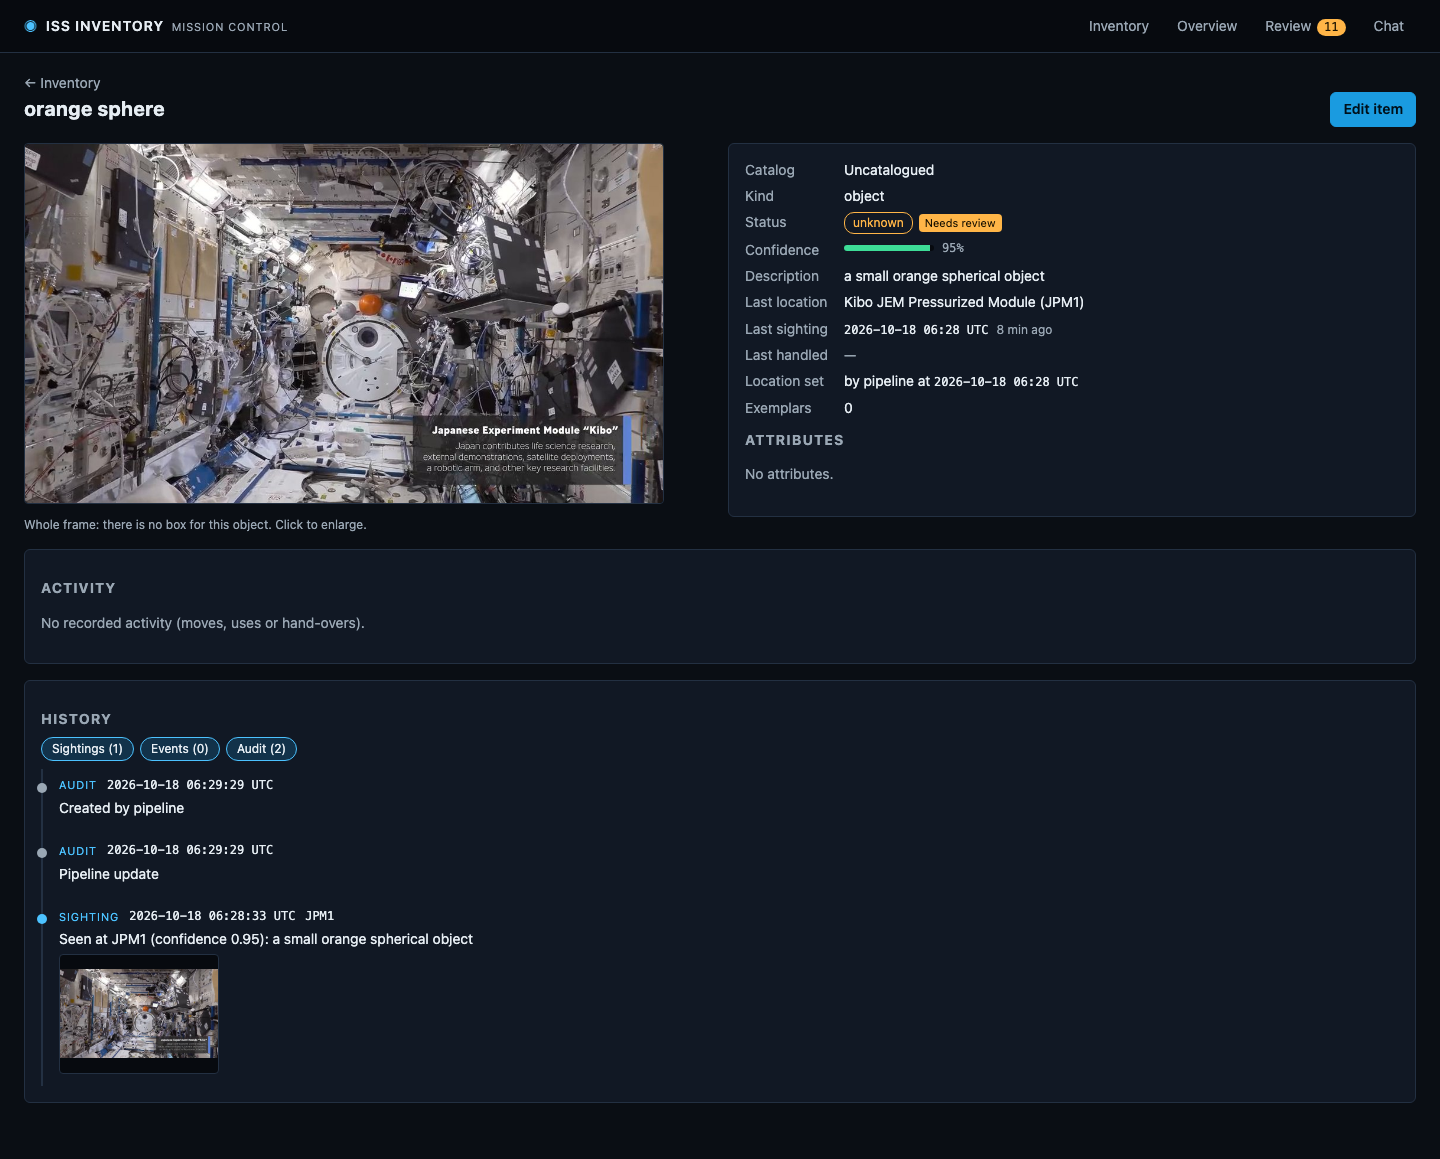 ISS INVENTORY MISSION CONTROL
Inventory Overview Review 11 Chat
← Inventory
orange sphere
Edit item
Japanese Experiment Module “Kibo”
Japan contributes life science research,
external demonstrations, satellite deployments,
a robotic arm, and other key research facilities.
Whole frame: there is no box for this object. Click to enlarge.
Catalog Uncatalogued
Kind object
Status unknown Needs review
Confidence 95%
Description a small orange spherical object
Last location Kibo JEM Pressurized Module (JPM1)
Last sighting 2026-10-18 06:28 UTC 8 min ago
Last handled —
Location set by pipeline at 2026-10-18 06:28 UTC
Exemplars 0
ATTRIBUTES
No attributes.
ACTIVITY
No recorded activity (moves, uses or hand-overs).
HISTORY
Sightings (1) Events (0) Audit (2)
AUDIT 2026-10-18 06:29:29 UTC
Created by pipeline
AUDIT 2026-10-18 06:29:29 UTC
Pipeline update
SIGHTING 2026-10-18 06:28:33 UTC JPM1
Seen at JPM1 (confidence 0.95): a small orange spherical object